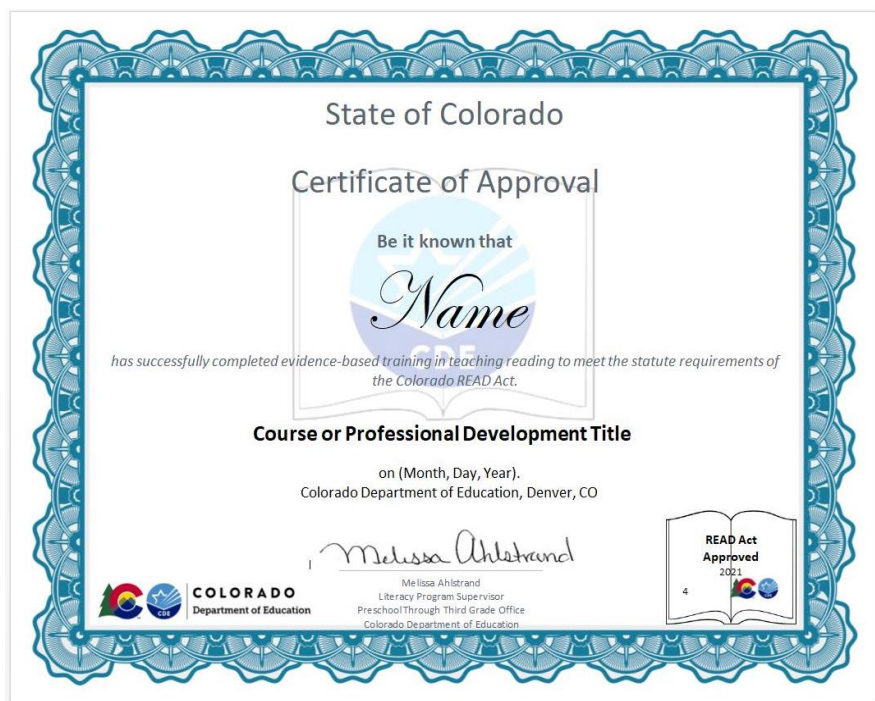 State of Colorado
Certificate of Approval
Be it known that
Name
has successfully completed evidence-based training in teaching reading to meet the statute requirements of
the Colorado READ Act.
CDE
Course or Professional Development Title
on (Month, Day, Year).
Colorado Department of Education, Denver, CO
Melissa Ahlstrand
Melissa Ahlstrand
Literacy Program Supervisor
Preschool Through Third Grade Office
Colorado Department of Education
CDE
COLORADO
Department of Education
READ Act
Approved
2021
4